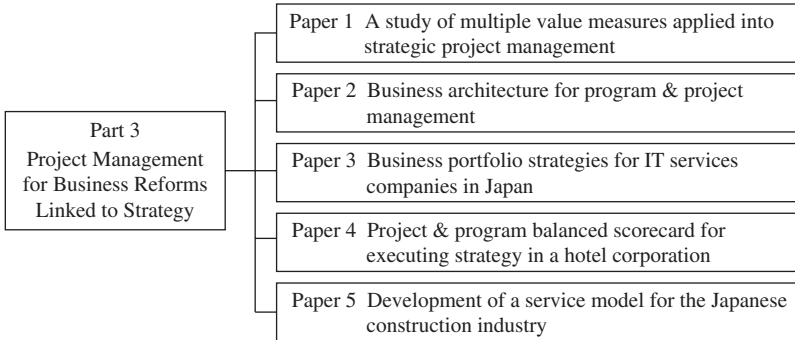 Part 3
Project Management
for Business Reforms
Linked to Strategy
Paper 1 A study of multiple value measures applied into
strategic project management
Paper 2 Business architecture for program & project
management
Paper 3 Business portfolio strategies for IT services
companies in Japan
Paper 4 Project & program balanced scorecard for
executing strategy in a hotel corporation
Paper 5 Development of a service model for the Japanese
construction industry